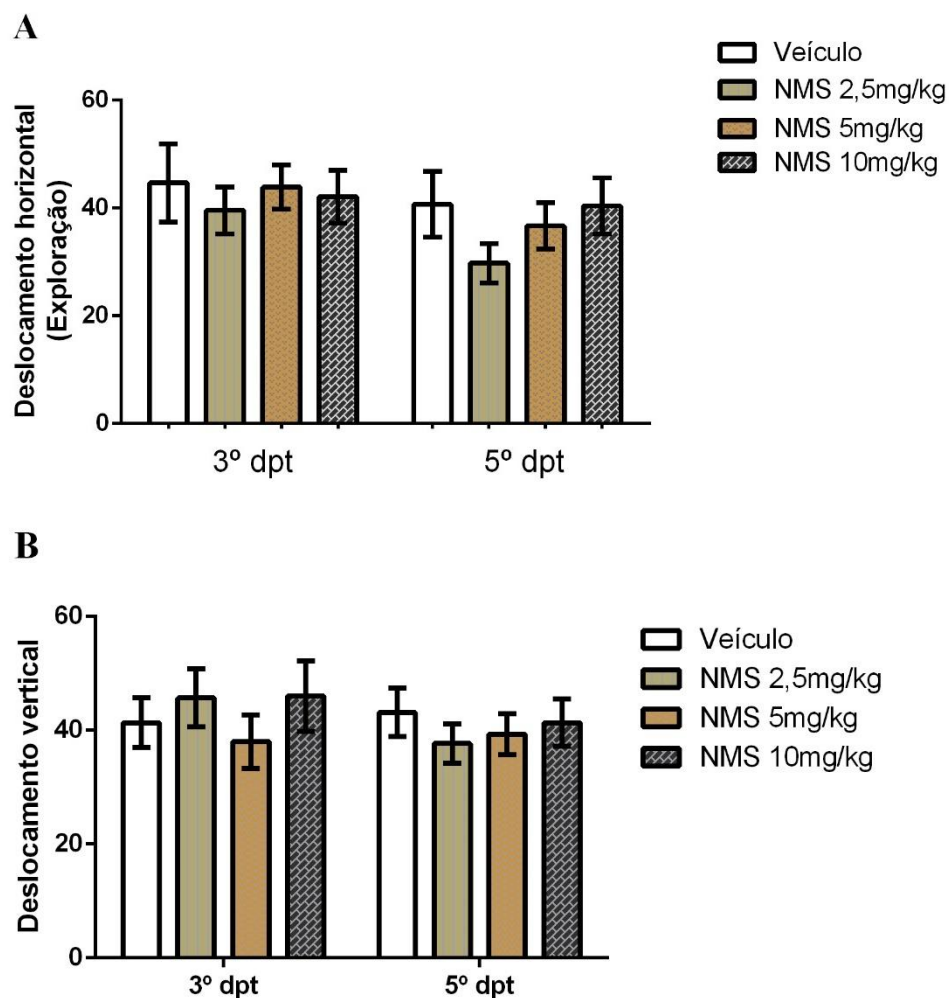 A
Veículo
NMS 2,5mg/kg
NMS 5mg/kg
NMS 10mg/kg
Deslocamento horizontal
(Exploração)
60
40
20
0
3º dpt
5º dpt
B
Veículo
NMS 2,5mg/kg
NMS 5mg/kg
NMS 10mg/kg
Deslocamento vertical
60
40
20
0
3º dpt
5º dpt